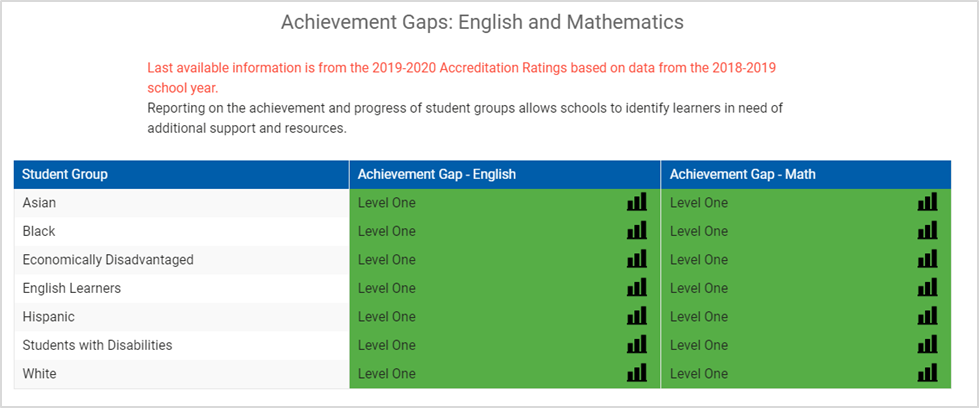 Achievement Gaps: English and Mathematics
Last available information is from the 2019-2020 Accreditation Ratings based on data from the 2018-2019
school year.
Reporting on the achievement and progress of student groups allows schools to identify learners in need of
additional support and resources.
Student Group Achievement Gap - English Achievement Gap - Math
Asian Level One Level One
Black Level One Level One
Economically Disadvantaged Level One Level One
English Learners Level One Level One
Hispanic Level One Level One
Students with Disabilities Level One Level One
White Level One Level One